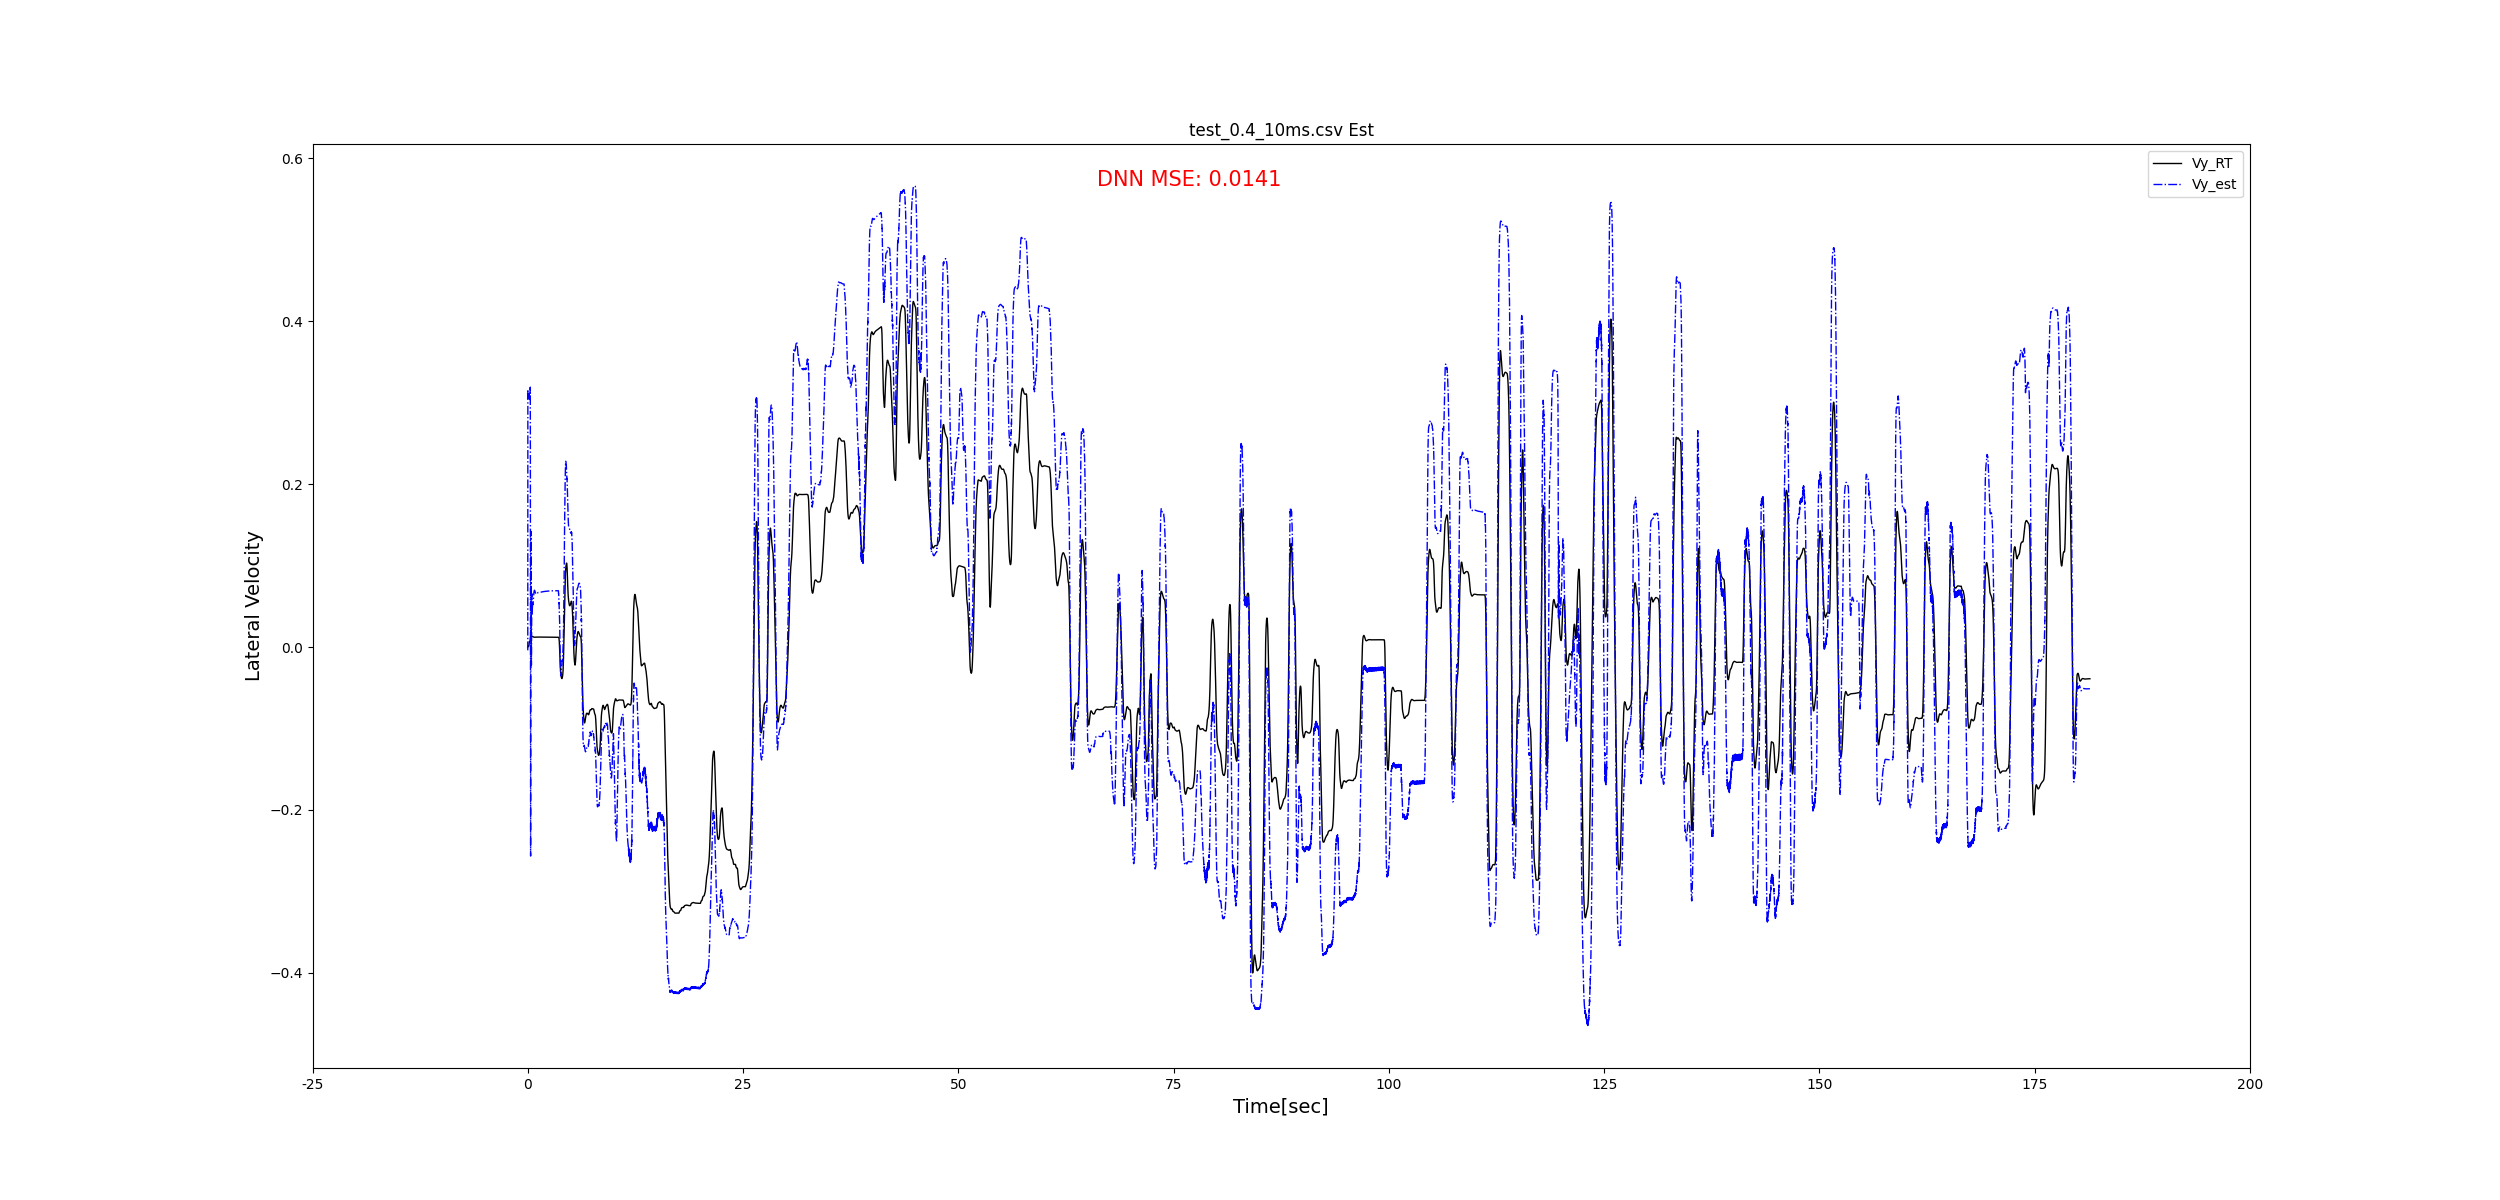 test_0.4_10ms.csv Est
DNN MSE: 0.0141
Vy_RT
Vy_est
Lateral Velocity
0.6
0.4
0.2
0.0
−0.2
−0.4
-25
0
25
50
75
100
125
150
175
200
Time[sec]